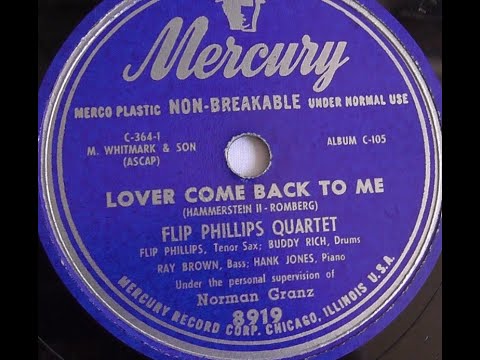 Mercury
MERCO PLASTIC NON-BREAKABLE UNDER NORMAL USE
C-364-1
M. WHITMARK & SON
(ASCAP)
ALBUM C-105
LOVER COME BACK TO ME
(HAMMERSTEIN II - ROMBERG)
FLIP PHILLIPS QUARTET
FLIP PHILLIPS, Tenor Sax; BUDDY RICH, Drums
RAY BROWN, Bass; HANK JONES, Piano
Under the personal supervision of
Norman Granz
8919
MERCURY RECORD CORP. CHICAGO, ILLINOIS U.S.A.